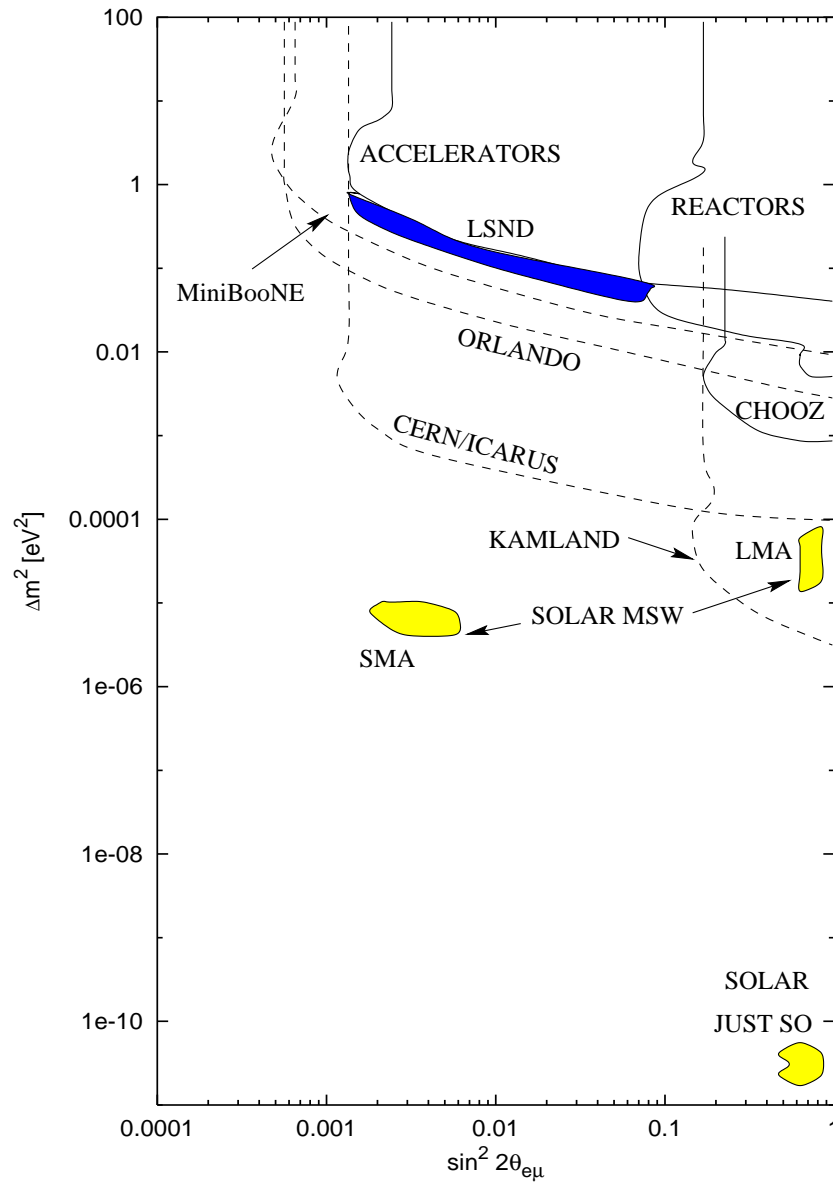 100
ACCELERATORS
1
REACTORS
LSND
MiniBooNE
ORLANDO
0.01
CHOOZ
CERN/ICARUS
0.0001
KAMLAND
LMA
Δm² [eV²]
SOLAR MSW
SMA
1e-06
1e-08
SOLAR
1e-10
JUST SO
0.0001 0.001 0.01 0.1 1
sin² 2θeμ